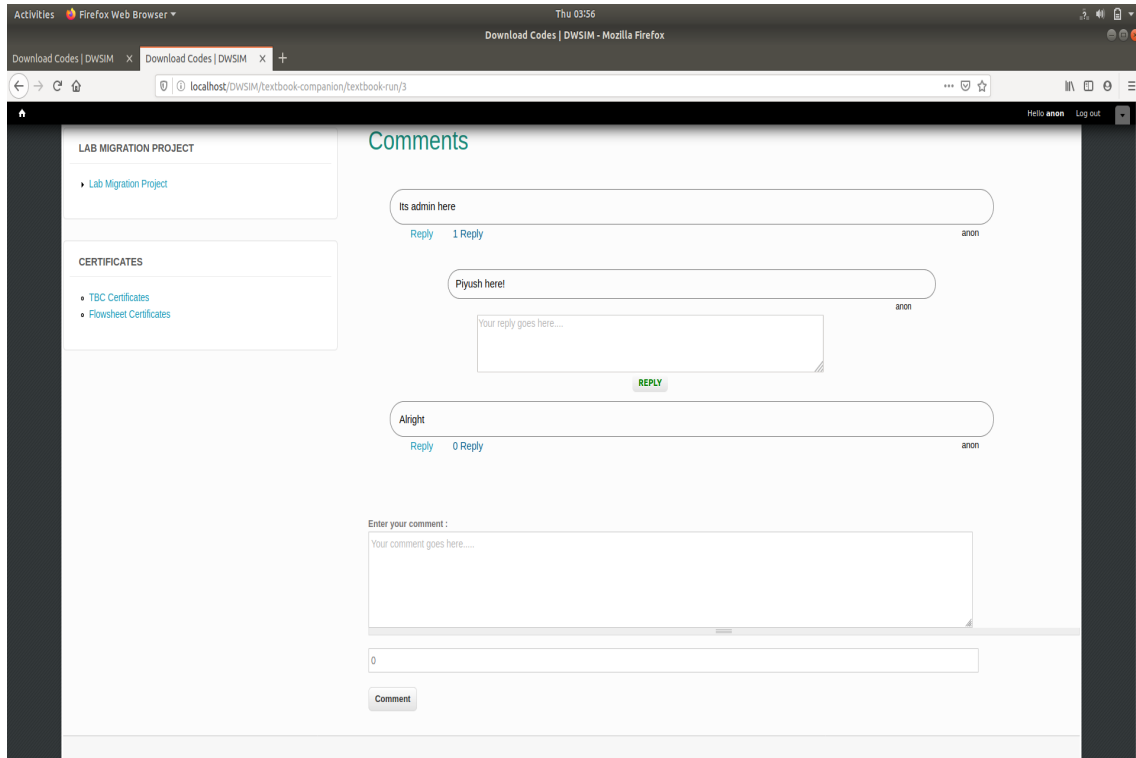 Activities Firefox Web Browser Thu 03:56
Download Codes | DWSIM - Mozilla Firefox
Download Codes | DWSIM Download Codes | DWSIM
localhost/DWSIM/textbook-companion/textbook-run/3
Hello anon Log out
LAB MIGRATION PROJECT
Lab Migration Project
CERTIFICATES
TBC Certificates
Flowsheet Certificates
Comments
Its admin here
Reply 1 Reply anon
Piyush here!
anon
Your reply goes here....
REPLY
Alright
Reply 0 Reply anon
Enter your comment :
Your comment goes here.....
0
Comment